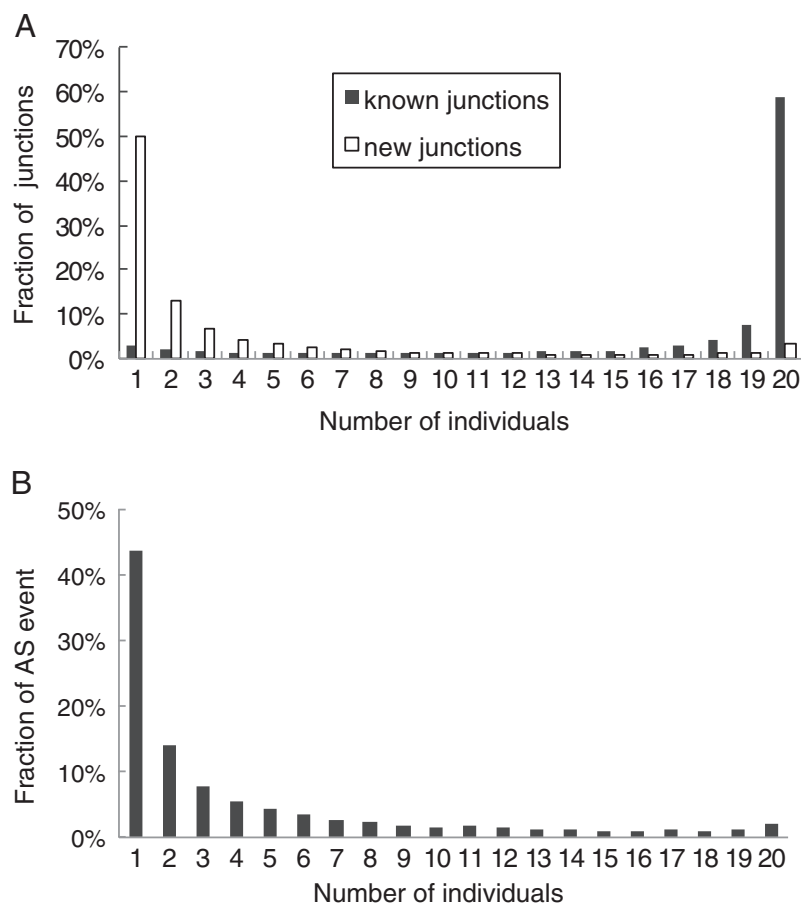 A
70%
60%
50%
40%
30%
20%
10%
0%
Fraction of junctions
known junctions
new junctions
1 2 3 4 5 6 7 8 9 10 11 12 13 14 15 16 17 18 19 20
Number of individuals
B
50%
40%
30%
20%
10%
0%
Fraction of AS event
1 2 3 4 5 6 7 8 9 10 11 12 13 14 15 16 17 18 19 20
Number of individuals